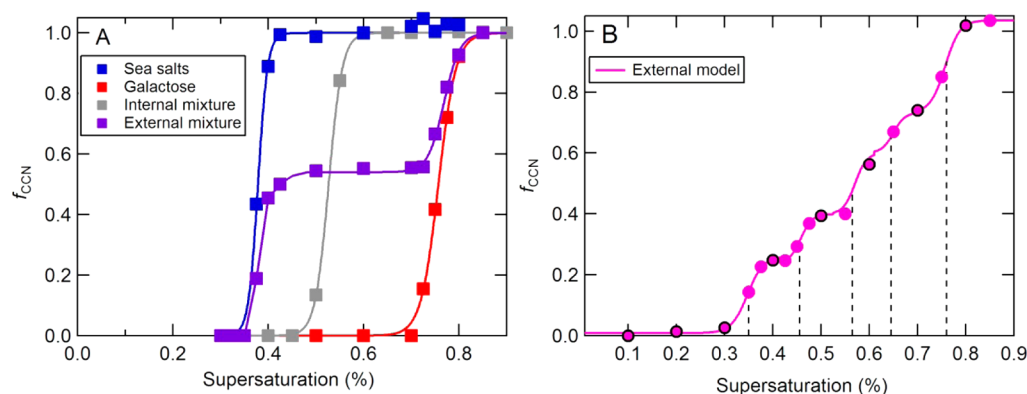 A
Sea salts
Galactose
Internal mixture
External mixture
1.0
0.8
0.6
0.4
0.2
0.0
fCCN
0.0
0.2
0.4
0.6
0.8
Supersaturation (%)
B
External model
1.0
0.8
0.6
0.4
0.2
0.0
fCCN
0.1
0.2
0.3
0.4
0.5
0.6
0.7
0.8
0.9
Supersaturation (%)